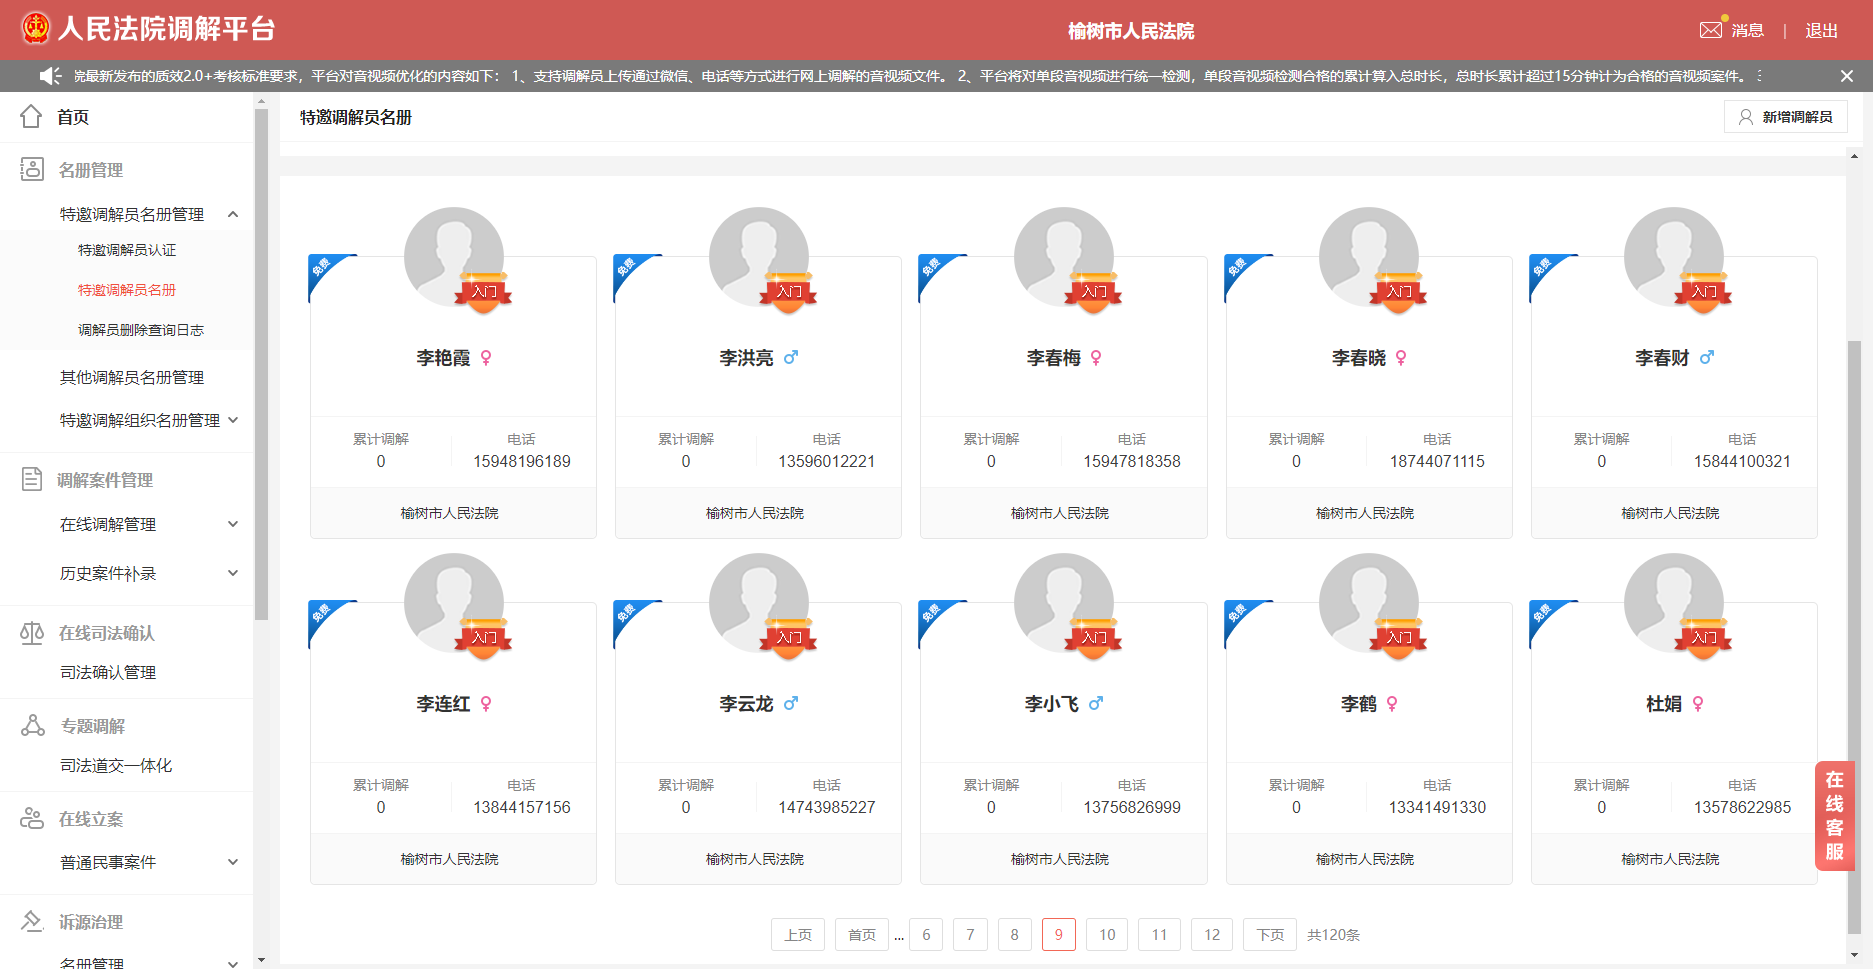 人民法院调解平台
榆树市人民法院
消息 | 退出
院最新发布的质效2.0+考核标准要求，平台对音视频优化的内容如下： 1、支持调解员上传通过微信、电话等方式进行网上调解的音视频文件。 2、平台将对单段音视频进行统一检测，单段音视频检测合格的累计算入总时长，总时长累计超过15分钟计为合格的音视频案件。
首页
名册管理
特邀调解员名册管理
特邀调解员认证
特邀调解员名册
调解员删除查询日志
其他调解员名册管理
特邀调解组织名册管理
调解案件管理
在线调解管理
历史案件补录
在线司法确认
司法确认管理
专题调解
司法道交一体化
在线立案
普通民事案件
诉源治理
名册管理
特邀调解员名册
新增调解员
免费 免费 免费 免费 免费
入门 入门 入门 入门 入门
李艳霞 李洪亮 李春梅 李春晓 李春财
累计调解 电话 累计调解 电话 累计调解 电话 累计调解 电话 累计调解 电话
0 15948196189 0 13596012221 0 15947818358 0 18744071115 0 15844100321
榆树市人民法院 榆树市人民法院 榆树市人民法院 榆树市人民法院 榆树市人民法院
免费 免费 免费 免费 免费
入门 入门 入门 入门 入门
李连红 李云龙 李小飞 李鹤 杜娟
累计调解 电话 累计调解 电话 累计调解 电话 累计调解 电话 累计调解 电话
0 13844157156 0 14743985227 0 13756826999 0 13341491330 0 13578622985
榆树市人民法院 榆树市人民法院 榆树市人民法院 榆树市人民法院 榆树市人民法院
上页 首页 ... 6 7 8 9 10 11 12 下页 共120条
在线客服